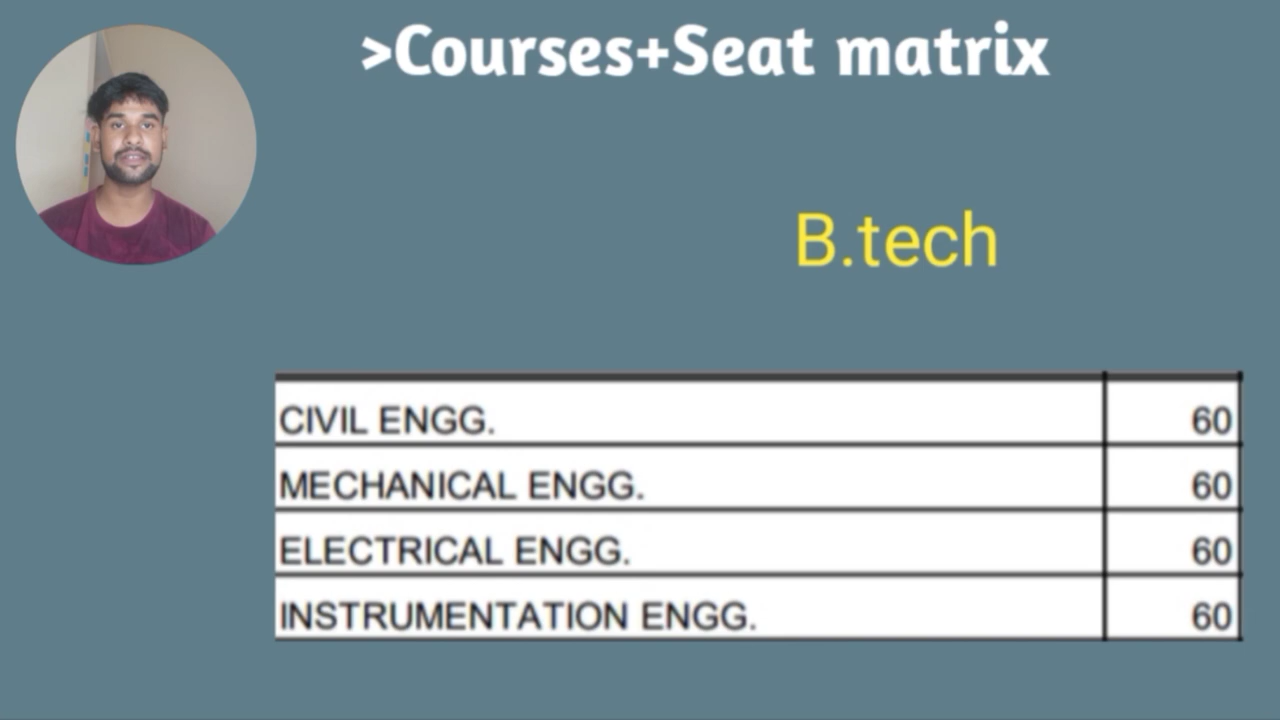 >Courses+Seat matrix
B.tech
CIVIL ENGG. 60
MECHANICAL ENGG. 60
ELECTRICAL ENGG. 60
INSTRUMENTATION ENGG. 60